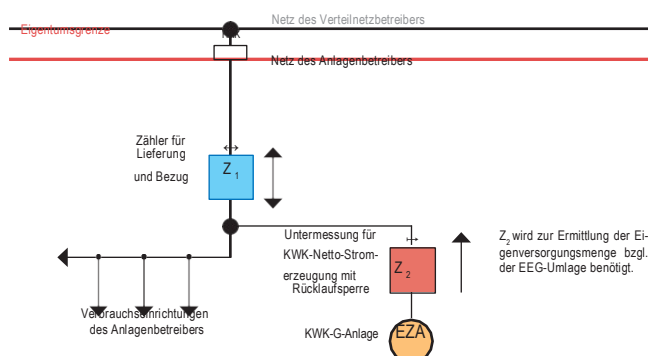 Netz des Verteilnetzbetreibers
Eigentumsgrenze
Netz des Anlagenbetreibers
Zähler für
Lieferung
und Bezug
Z 1
Untermessung für
KWK-Netto-Strom-
erzeugung mit
Rücklaufsperre
Z 2
Z2 wird zur Ermittlung der Ei-
genversorgungsmenge bzgl.
der EEG-Umlage benötigt.
Verbrauchseinrichtungen
des Anlagenbetreibers
KWK-G-Anlage
EZA